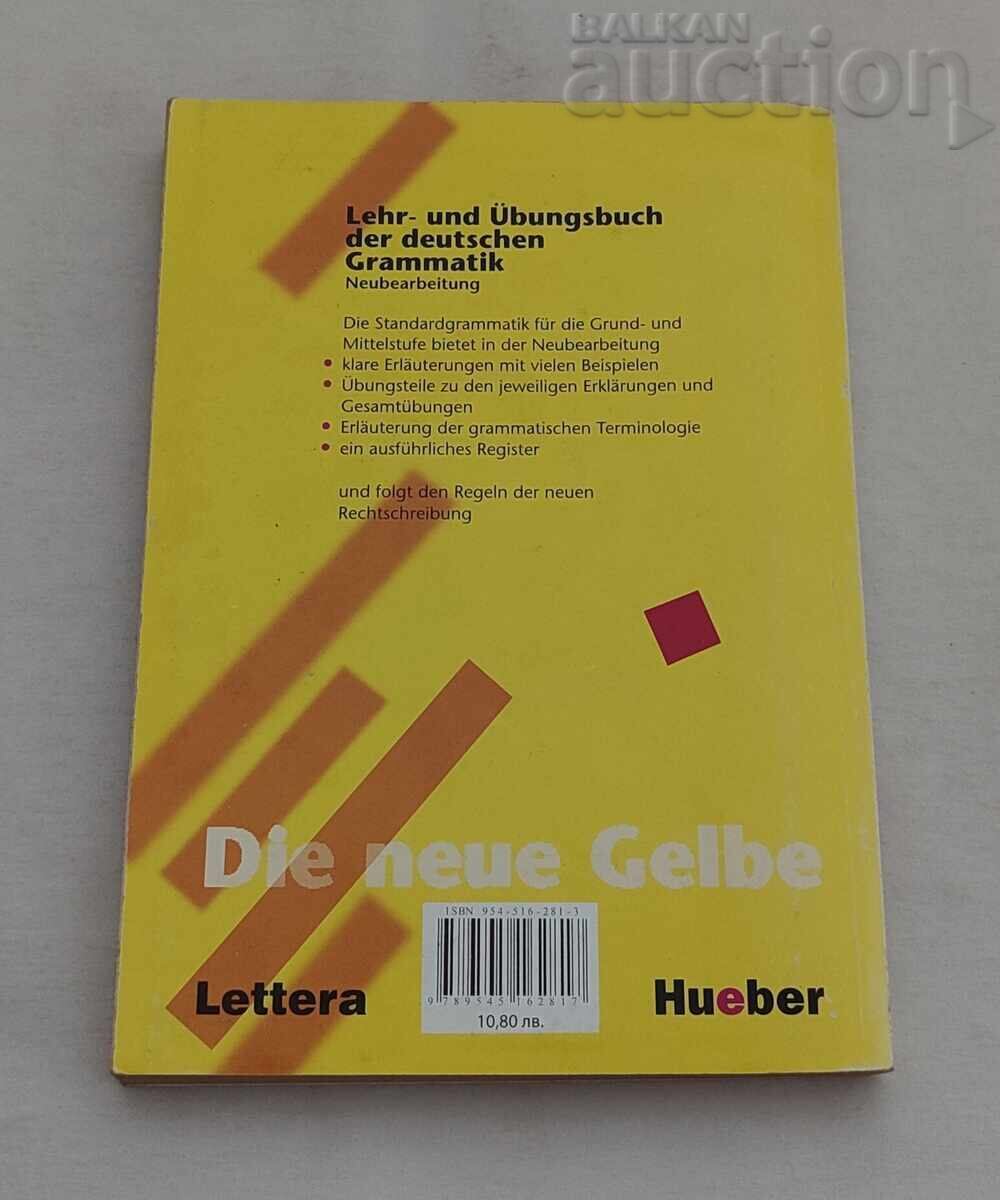 BALKAN
auction
Lehr- und Übungsbuch
der deutschen
Grammatik
Neubearbeitung
Die Standardgrammatik für die Grund- und
Mittelstufe bietet in der Neubearbeitung
• klare Erläuterungen mit vielen Beispielen
• Übungsteile zu den jeweiligen Erklärungen und
Gesamtübungen
• Erläuterung der grammatischen Terminologie
• ein ausführliches Register
und folgt den Regeln der neuen
Rechtschreibung
Die neue Gelbe
ISBN 954-516-281-3
9 789545 162817
10,80 лв.
Lettera
Hueber